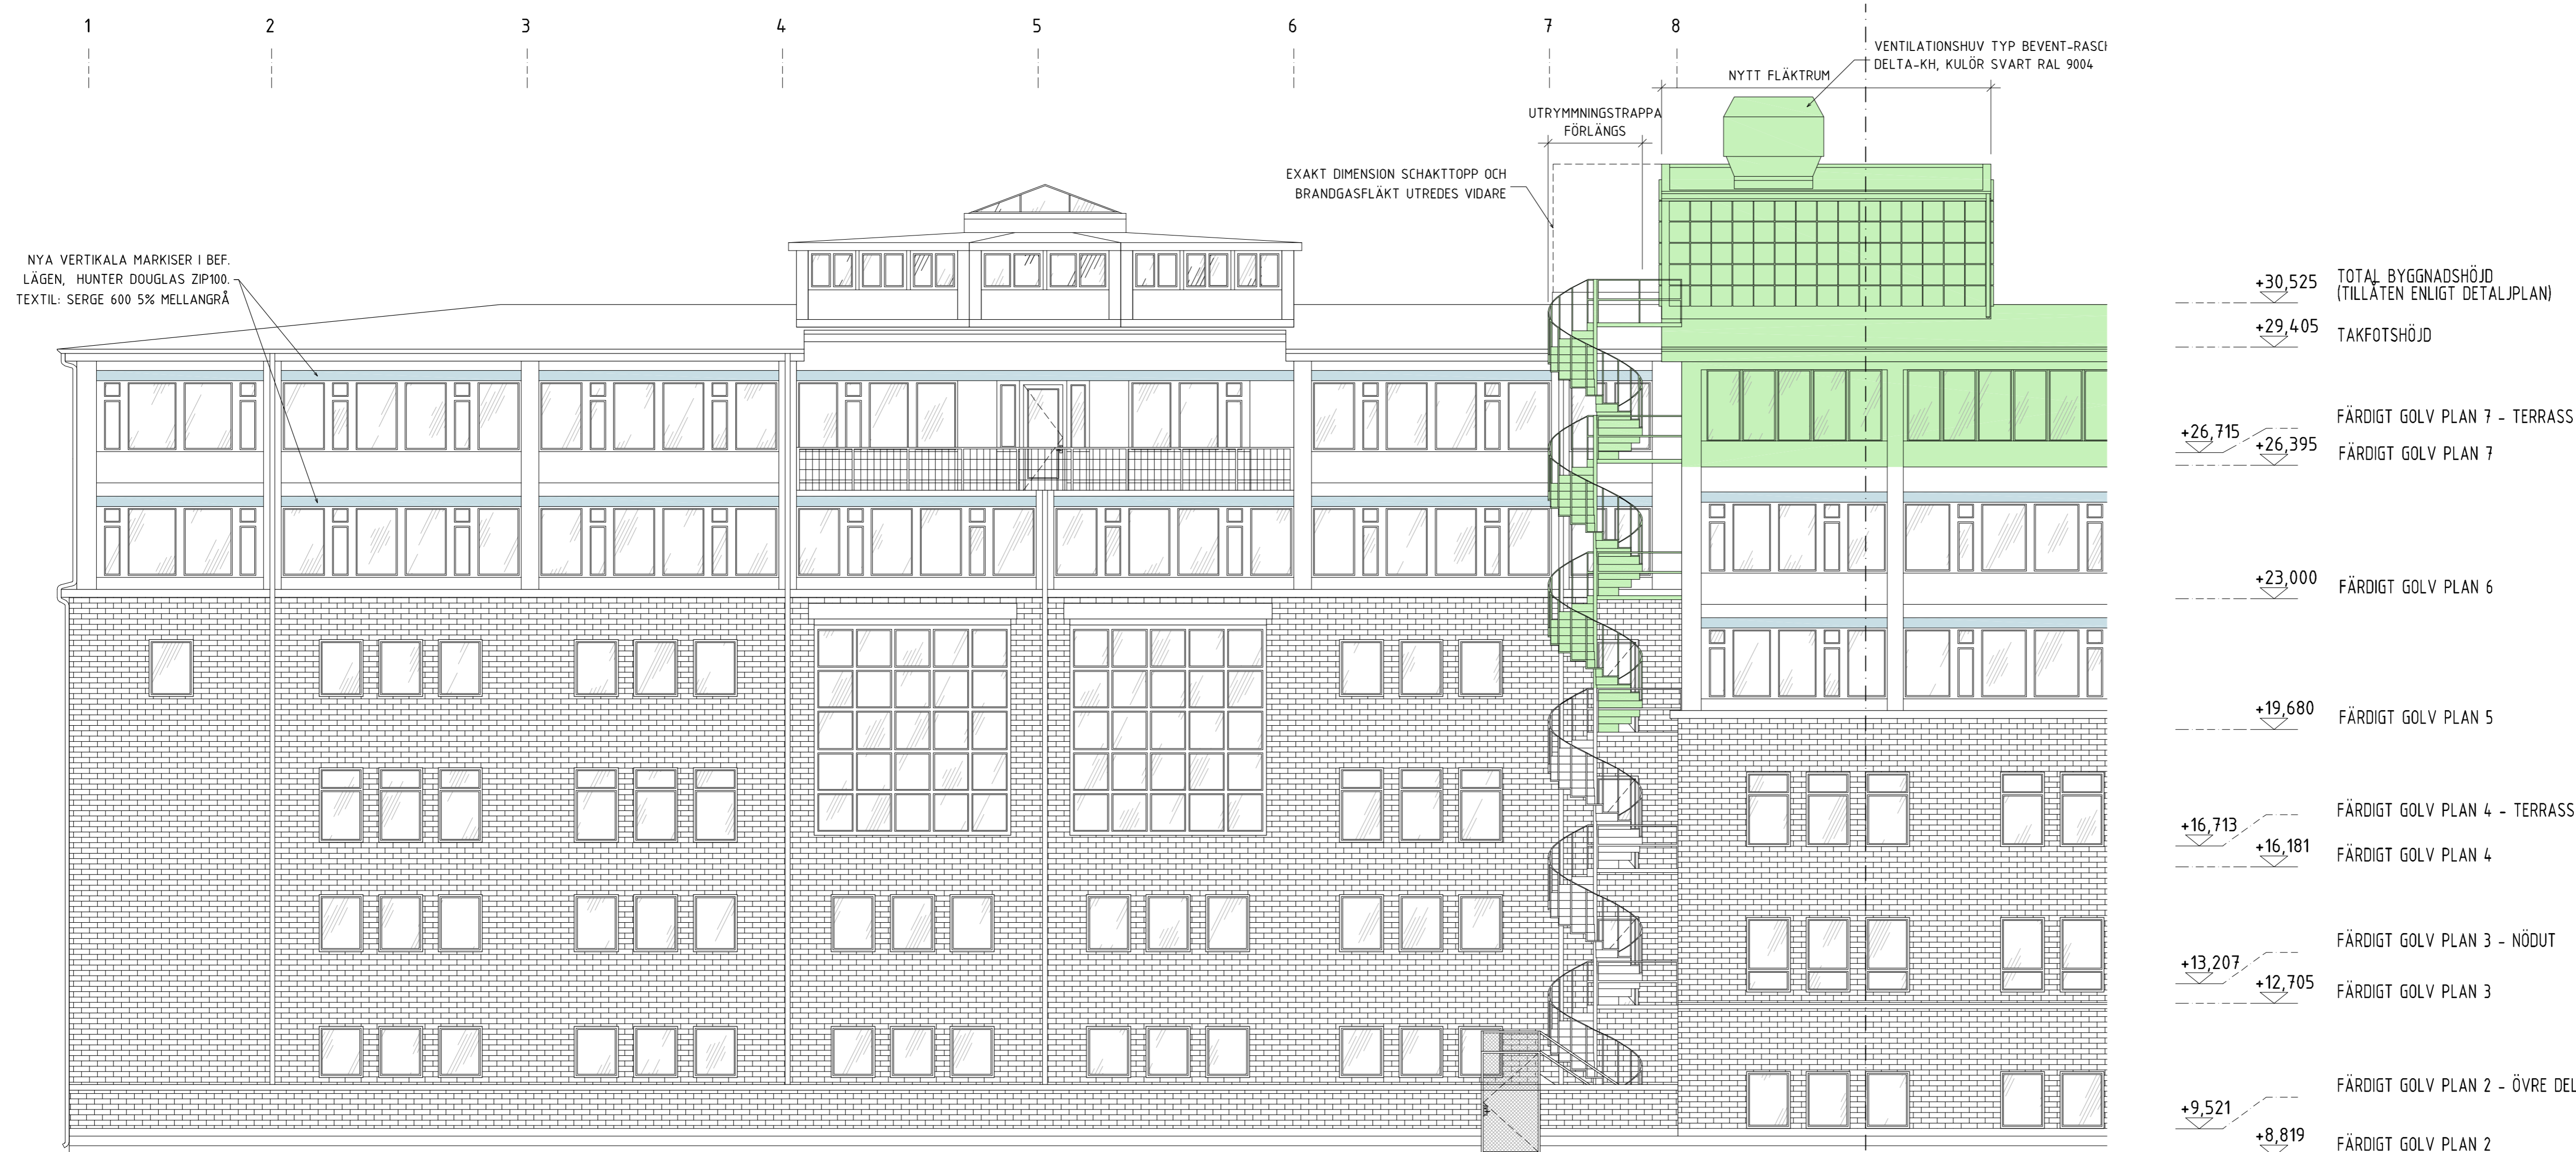 1 2 3 4 5 6 7 8
VENTILATIONSHUV TYP BEVENT-RASCH
DELTA-KH, KULÖR SVART RAL 9004
NYTT FLÄKTRUM
UTRYMMNINGSTRAPPA
FÖRLÄNGS
EXAKT DIMENSION SCHAKTTOPP OCH
BRANDGASFLÄKT UTREDES VIDARE
NYA VERTIKALA MARKISER I BEF.
LÄGEN, HUNTER DOUGLAS ZIP100.
TEXTIL: SERGE 600 5% MELLANGRÅ
+30,525 TOTAL BYGGNADSHÖJD
(TILLÅTEN ENLIGT DETALJPLAN)
+29,405 TAKFOTSHÖJD
+26,715 FÄRDIGT GOLV PLAN 7 - TERRASS
+26,395 FÄRDIGT GOLV PLAN 7
+23,000 FÄRDIGT GOLV PLAN 6
+19,680 FÄRDIGT GOLV PLAN 5
+16,713 FÄRDIGT GOLV PLAN 4 - TERRASS
+16,181 FÄRDIGT GOLV PLAN 4
+13,207 FÄRDIGT GOLV PLAN 3 - NÖDUT
+12,705 FÄRDIGT GOLV PLAN 3
+9,521 FÄRDIGT GOLV PLAN 2 - ÖVRE DEL
+8,819 FÄRDIGT GOLV PLAN 2